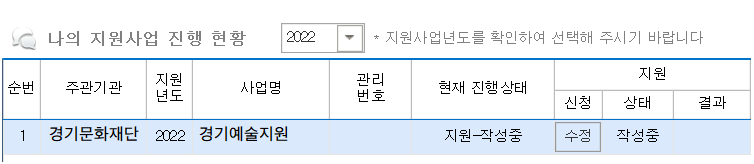 나의 지원사업 진행 현황 2022 * 지원사업년도를 확인하여 선택해 주시기 바랍니다
순번 주관기관 지원년도 사업명 관리번호 현재 진행상태 지원
신청 상태 결과
1 경기문화재단 2022 경기예술지원 지원-작성중 수정 작성중